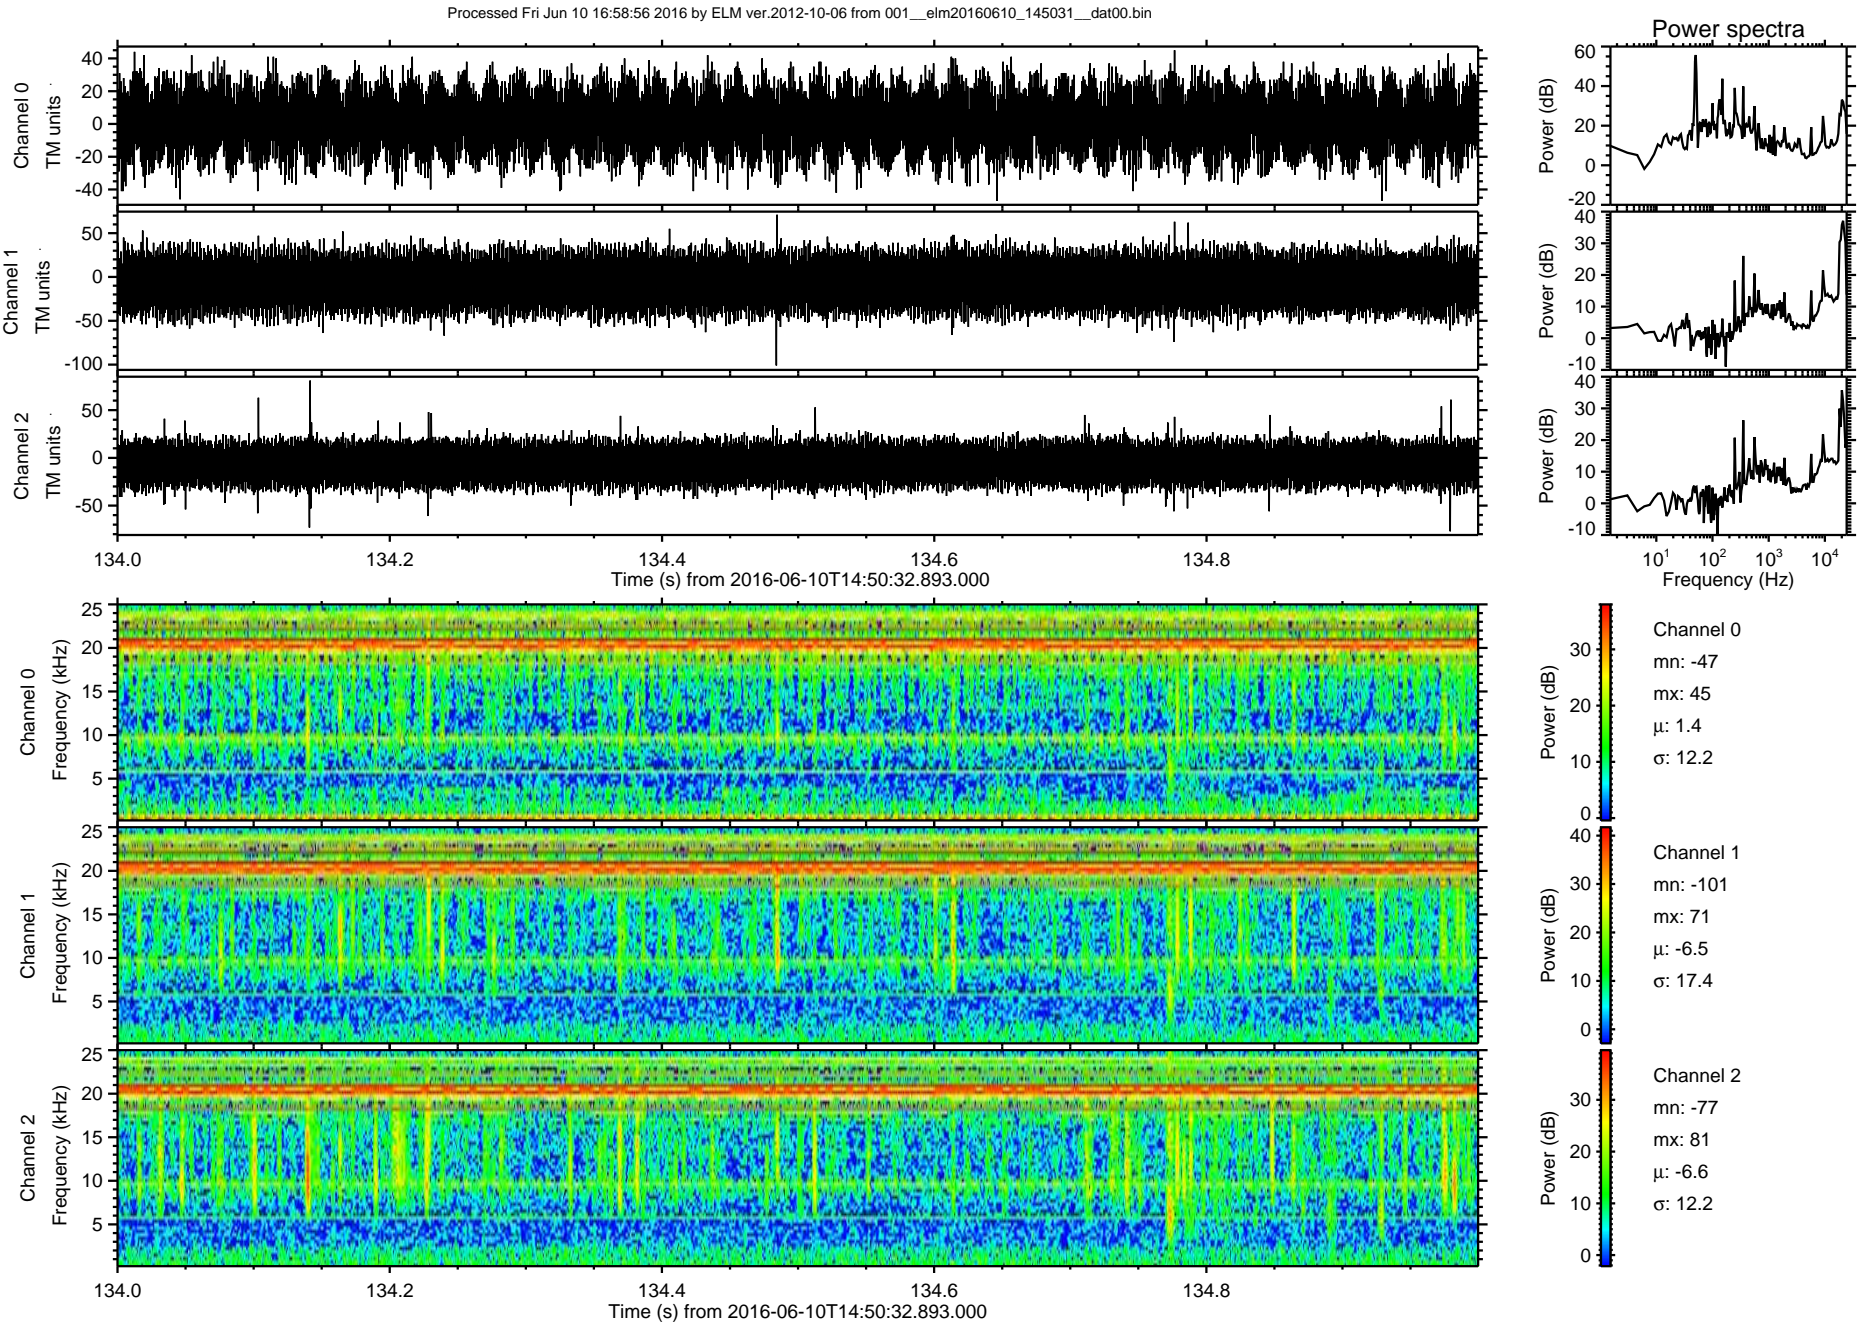 Processed Fri Jun 10 16:58:56 2016 by ELM ver.2012-10-06 from 001__elm20160610_145031__dat00.bin
Power spectra
Channel 0
TM units
40
20
0
-20
-40
Power (dB)
60
40
20
0
-20
Channel 1
TM units
50
0
-50
-100
Power (dB)
40
30
20
10
0
-10
Channel 2
TM units
50
0
-50
Power (dB)
40
30
20
10
0
-10
134.0 134.2 134.4 134.6 134.8
Time (s) from 2016-06-10T14:50:32.893.000
10¹ 10² 10³ 10⁴
Frequency (Hz)
Channel 0
Frequency (kHz)
25
20
15
10
5
Power (dB)
30
20
10
0
Channel 0
mn: -47
mx: 45
μ: 1.4
σ: 12.2
Channel 1
Frequency (kHz)
25
20
15
10
5
Power (dB)
40
30
20
10
0
Channel 1
mn: -101
mx: 71
μ: -6.5
σ: 17.4
Channel 2
Frequency (kHz)
25
20
15
10
5
Power (dB)
30
20
10
0
Channel 2
mn: -77
mx: 81
μ: -6.6
σ: 12.2
134.0 134.2 134.4 134.6 134.8
Time (s) from 2016-06-10T14:50:32.893.000